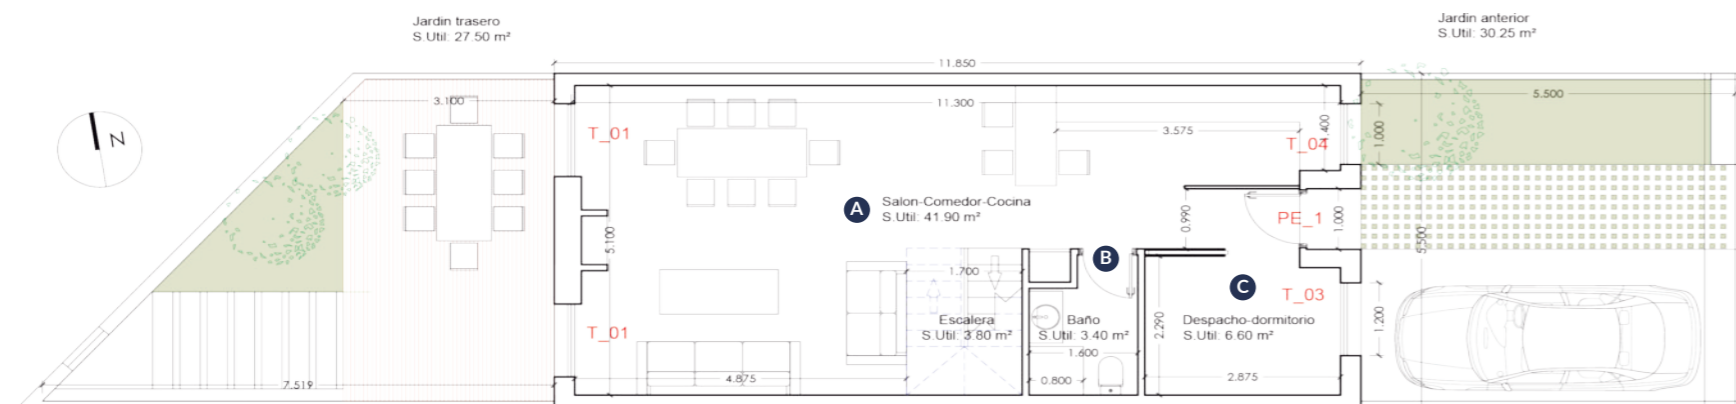 Jardin trasero
S.Util: 27.50 m²
Jardin anterior
S.Util: 30.25 m²
11.850
3.100
11.300
5.500
N
T_01
3.575
1.400
T_04
1.000
A
Salon-Comedor-Cocina
S.Util: 41.90 m²
0.990
PE_1
1.000
5.100
5.500
B
1.700
C
T_03
1.200
T_01
Escalera
S.Util: 3.80 m²
Baño
S.Util: 3.40 m²
2.290
Despacho-dormitorio
S.Util: 6.60 m²
1.600
7.519
4.875
0.800
2.875